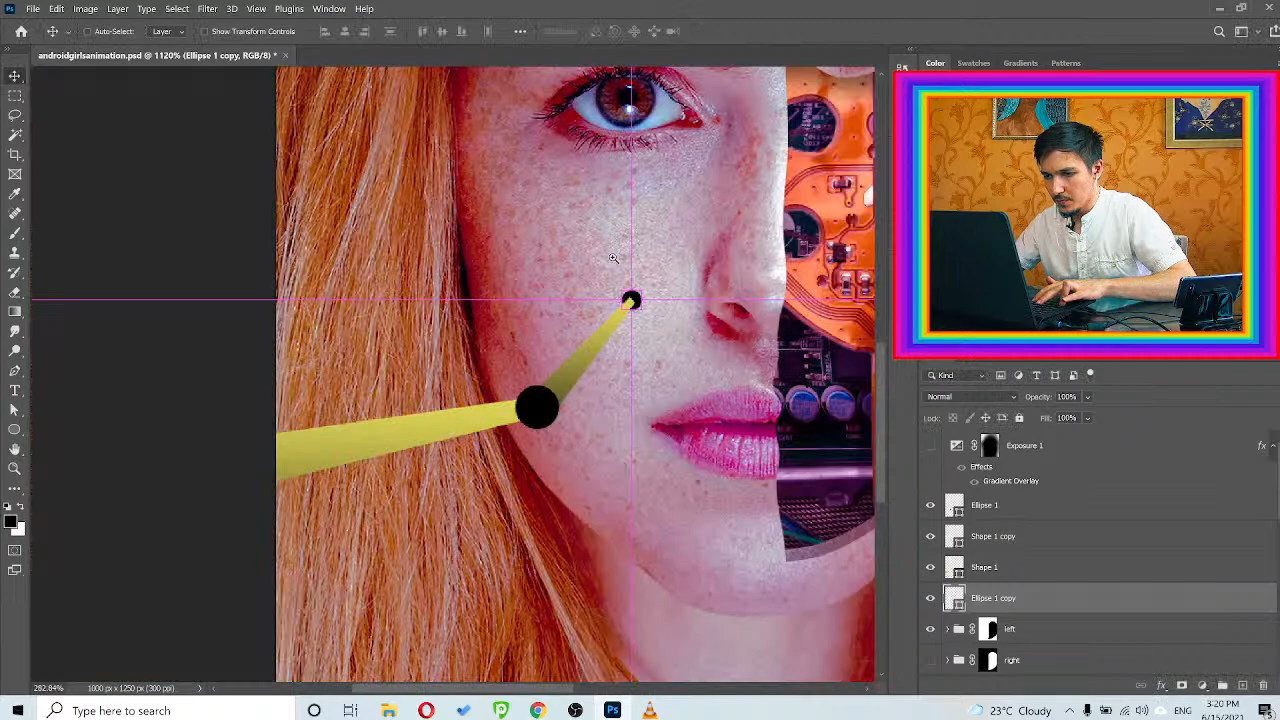 Ps File Edit Image Layer Type Select Filter 3D View Plugins Window Help
Auto-Select: Layer Show Transform Controls
androidgirlsanimation.psd @ 1120% (Ellipse 1 copy, RGB/8) *
Color Swatches Gradients Patterns
Kind
Normal Opacity: 100%
Lock: Fill: 100%
Exposure 1 fx
Effects
Gradient Overlay
Ellipse 1
Shape 1 copy
Shape 1
Ellipse 1 copy
left
right
282.84% 1000 px x 1250 px (300 ppi)
Type here to search
23°C Cloudy
ENG
3:20 PM